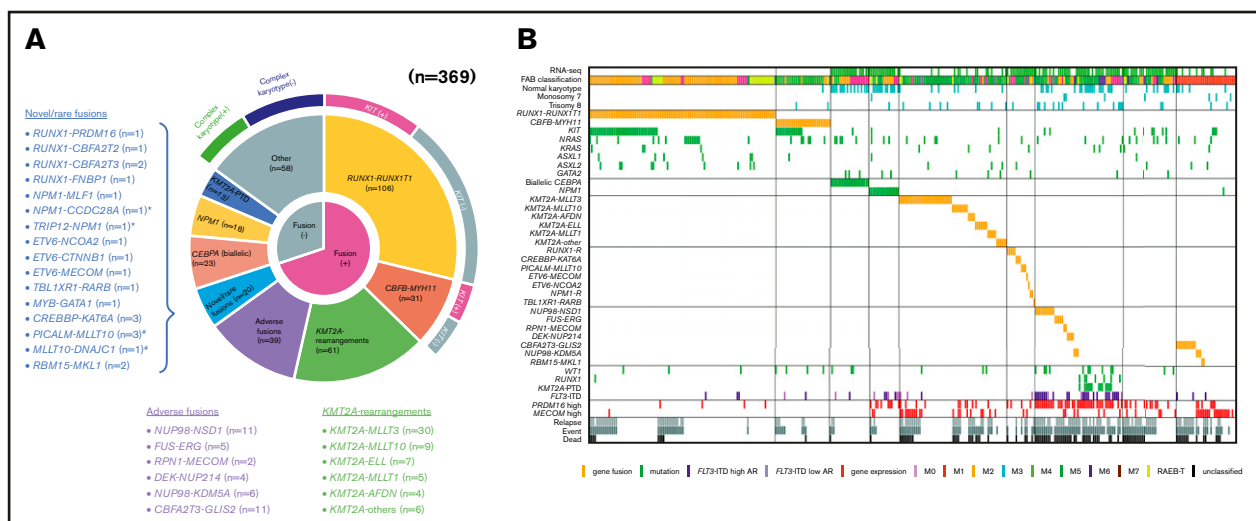 A
(n=369)
Complex
karyotype(-)
Complex
karyotype(+)
KIT (+)
KIT (-)
KIT (+)
KIT (-)
Other
(n=58)
RUNX1-RUNX1T1
(n=106)
KMT2A-PTD
(n=13)
NPM1 (n=18)
CEBPA (biallelic)
(n=23)
Novel/rare
fusions (n=20)
Adverse
fusions
(n=39)
KMT2A-
rearrangements
(n=61)
CBFB-MYH11
(n=31)
Fusion
(-)
Fusion
(+)
Novel/rare fusions
• RUNX1-PRDM16 (n=1)
• RUNX1-CBFA2T2 (n=1)
• RUNX1-CBFA2T3 (n=2)
• RUNX1-FNBP1 (n=1)
• NPM1-MLF1 (n=1)
• NPM1-CCDC28A (n=1)*
• TRIP12-NPM1 (n=1)*
• ETV6-NCOA2 (n=1)
• ETV6-CTNNB1 (n=1)
• ETV6-MECOM (n=1)
• TBL1XR1-RARB (n=1)
• MYB-GATA1 (n=1)
• CREBBP-KAT6A (n=3)
• PICALM-MLLT10 (n=3)#
• MLLT10-DNAJC1 (n=1)#
• RBM15-MKL1 (n=2)
Adverse fusions
• NUP98-NSD1 (n=11)
• FUS-ERG (n=5)
• RPN1-MECOM (n=2)
• DEK-NUP214 (n=4)
• NUP98-KDM5A (n=6)
• CBFA2T3-GLIS2 (n=11)
KMT2A-rearrangements
• KMT2A-MLLT3 (n=30)
• KMT2A-MLLT10 (n=9)
• KMT2A-ELL (n=7)
• KMT2A-MLLT1 (n=5)
• KMT2A-AFDN (n=4)
• KMT2A-others (n=6)
B
RNA-seq
FAB classification
Normal karyotype
Monosomy 7
Trisomy 8
RUNX1-RUNX1T1
CBFB-MYH11
KIT
NRAS
KRAS
ASXL1
ASXL2
GATA2
Biallelic CEBPA
NPM1
KMT2A-MLLT3
KMT2A-MLLT10
KMT2A-AFDN
KMT2A-ELL
KMT2A-MLLT1
KMT2A-other
RUNX1-R
CREBBP-KAT6A
PICALM-MLLT10
ETV6-MECOM
ETV6-NCOA2
NPM1-R
TBL1XR1-RARB
NUP98-NSD1
FUS-ERG
RPN1-MECOM
DEK-NUP214
CBFA2T3-GLIS2
NUP98-KDM5A
RBM15-MKL1
WT1
RUNX1
KMT2A-PTD
FLT3-ITD
PRDM16 high
MECOM high
Relapse
Event
Dead
gene fusion mutation FLT3-ITD high AR FLT3-ITD low AR gene expression M0 M1 M2 M3 M4 M5 M6 M7 RAEB-T unclassified